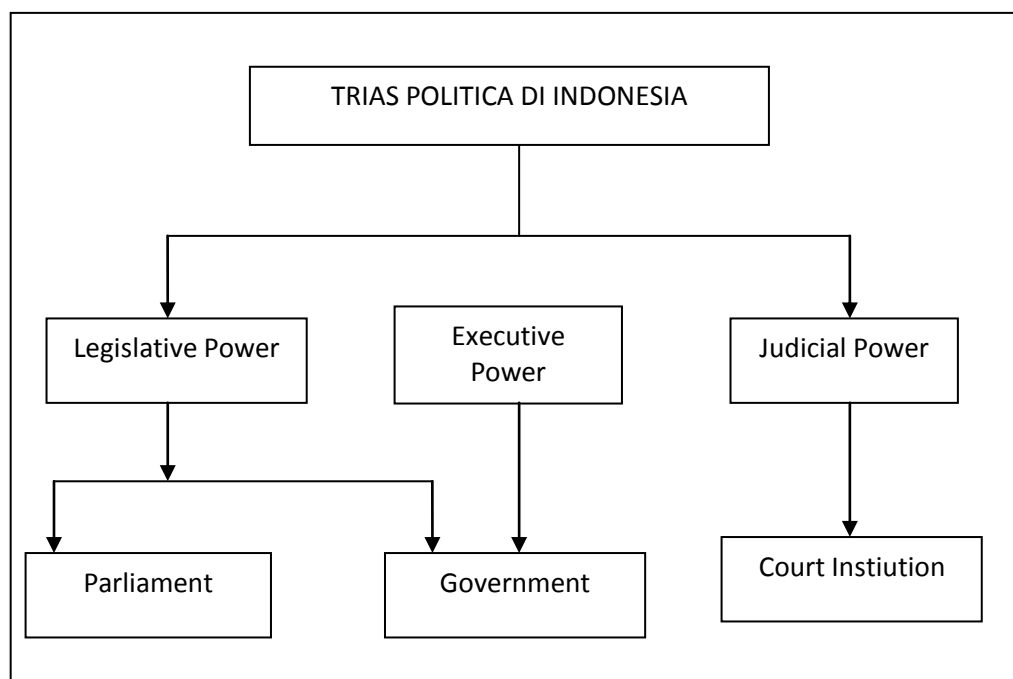 TRIAS POLITICA DI INDONESIA
Legislative Power
Executive
Power
Judicial Power
Parliament
Government
Court Instiution